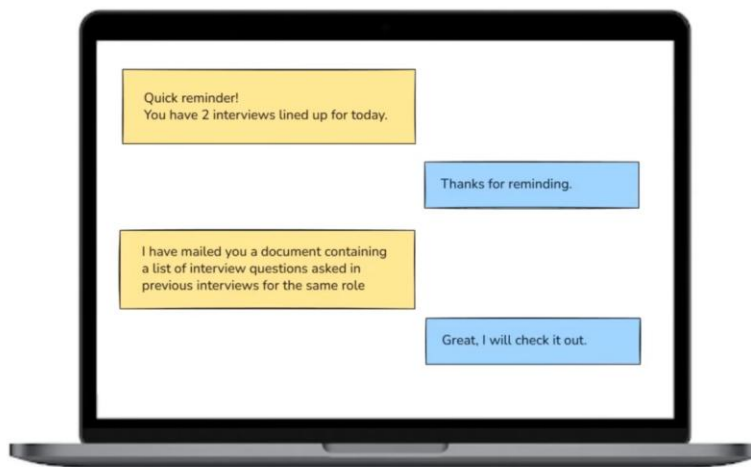 Quick reminder!
You have 2 interviews lined up for today.
Thanks for reminding.
I have mailed you a document containing
a list of interview questions asked in
previous interviews for the same role
Great, I will check it out.